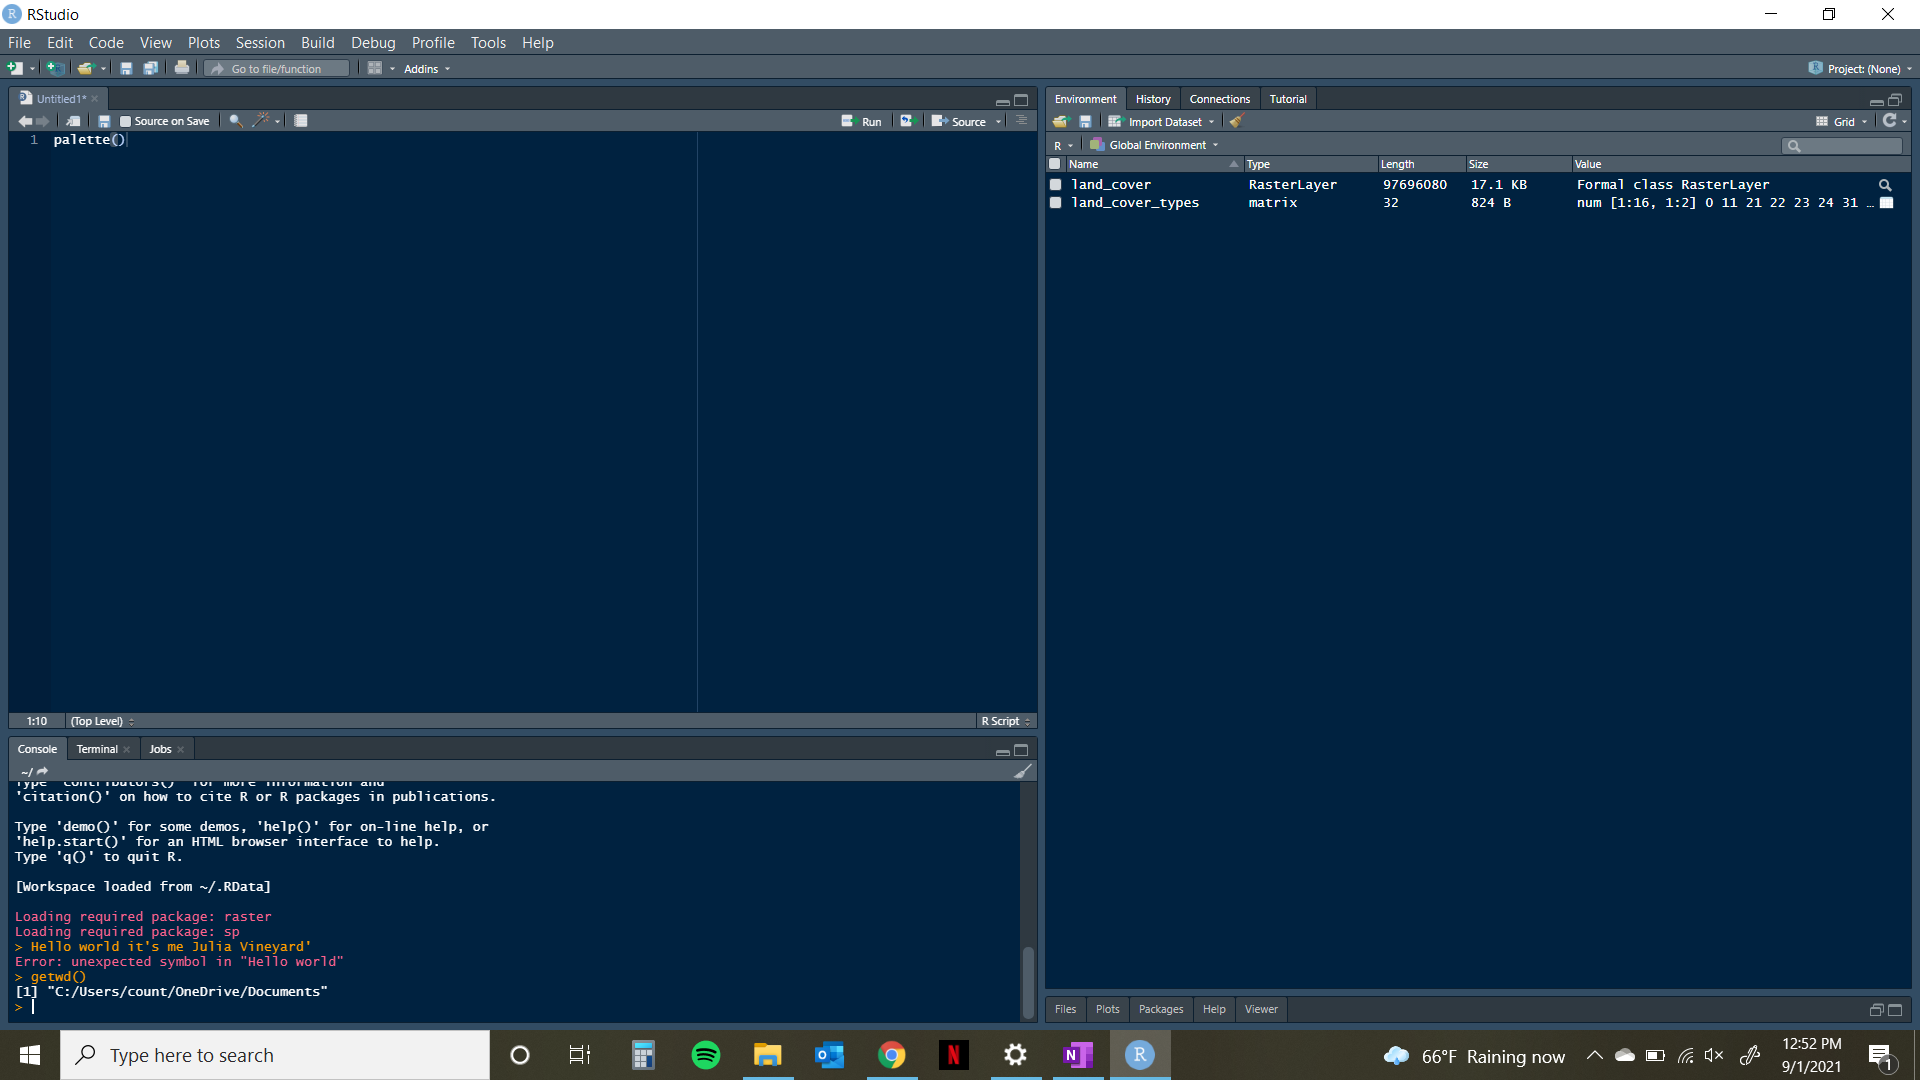 RStudio
File Edit Code View Plots Session Build Debug Profile Tools Help
Go to file/function Addins Project: (None)
Untitled1*
Source on Save Run Source
1 palette()
1:10 (Top Level) R Script
Console Terminal Jobs
~/
Type 'contributors()' for more information and
'citation()' on how to cite R or R packages in publications.
Type 'demo()' for some demos, 'help()' for on-line help, or
'help.start()' for an HTML browser interface to help.
Type 'q()' to quit R.
[Workspace loaded from ~/.RData]
Loading required package: raster
Loading required package: sp
> Hello world it's me Julia Vineyard'
Error: unexpected symbol in "Hello world"
> getwd()
[1] "C:/Users/count/OneDrive/Documents"
>
Environment History Connections Tutorial
Import Dataset Grid
R Global Environment
Name Type Length Size Value
land_cover RasterLayer 97696080 17.1 KB Formal class RasterLayer
land_cover_types matrix 32 824 B num [1:16, 1:2] 0 11 21 22 23 24 31 …
Files Plots Packages Help Viewer
Type here to search
N
N
R
66°F Raining now
12:52 PM
9/1/2021
1